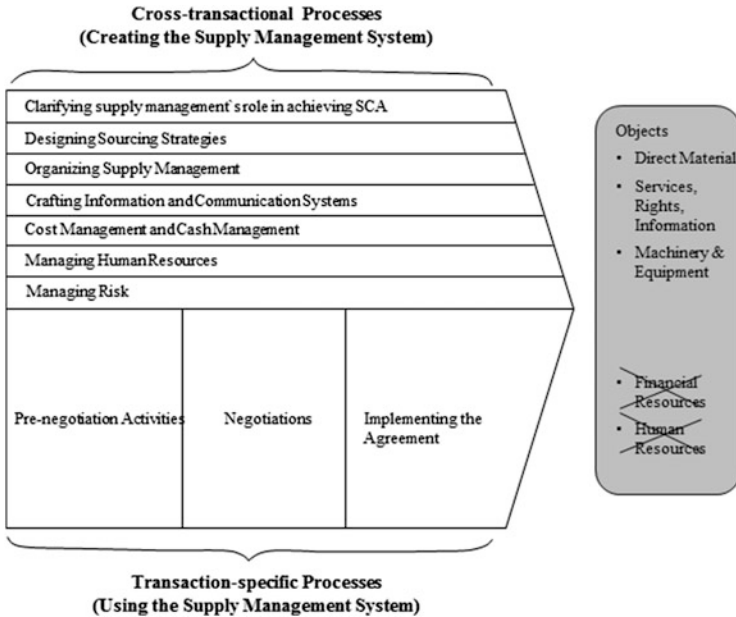 Cross-transactional Processes
(Creating the Supply Management System)
Clarifying supply management`s role in achieving SCA
Designing Sourcing Strategies
Organizing Supply Management
Crafting Information and Communication Systems
Cost Management and Cash Management
Managing Human Resources
Managing Risk
Pre-negotiation Activities
Negotiations
Implementing the
Agreement
Transaction-specific Processes
(Using the Supply Management System)
Objects
• Direct Material
• Services,
Rights,
Information
• Machinery &
Equipment
• Financial
Resources
• Human
Resources